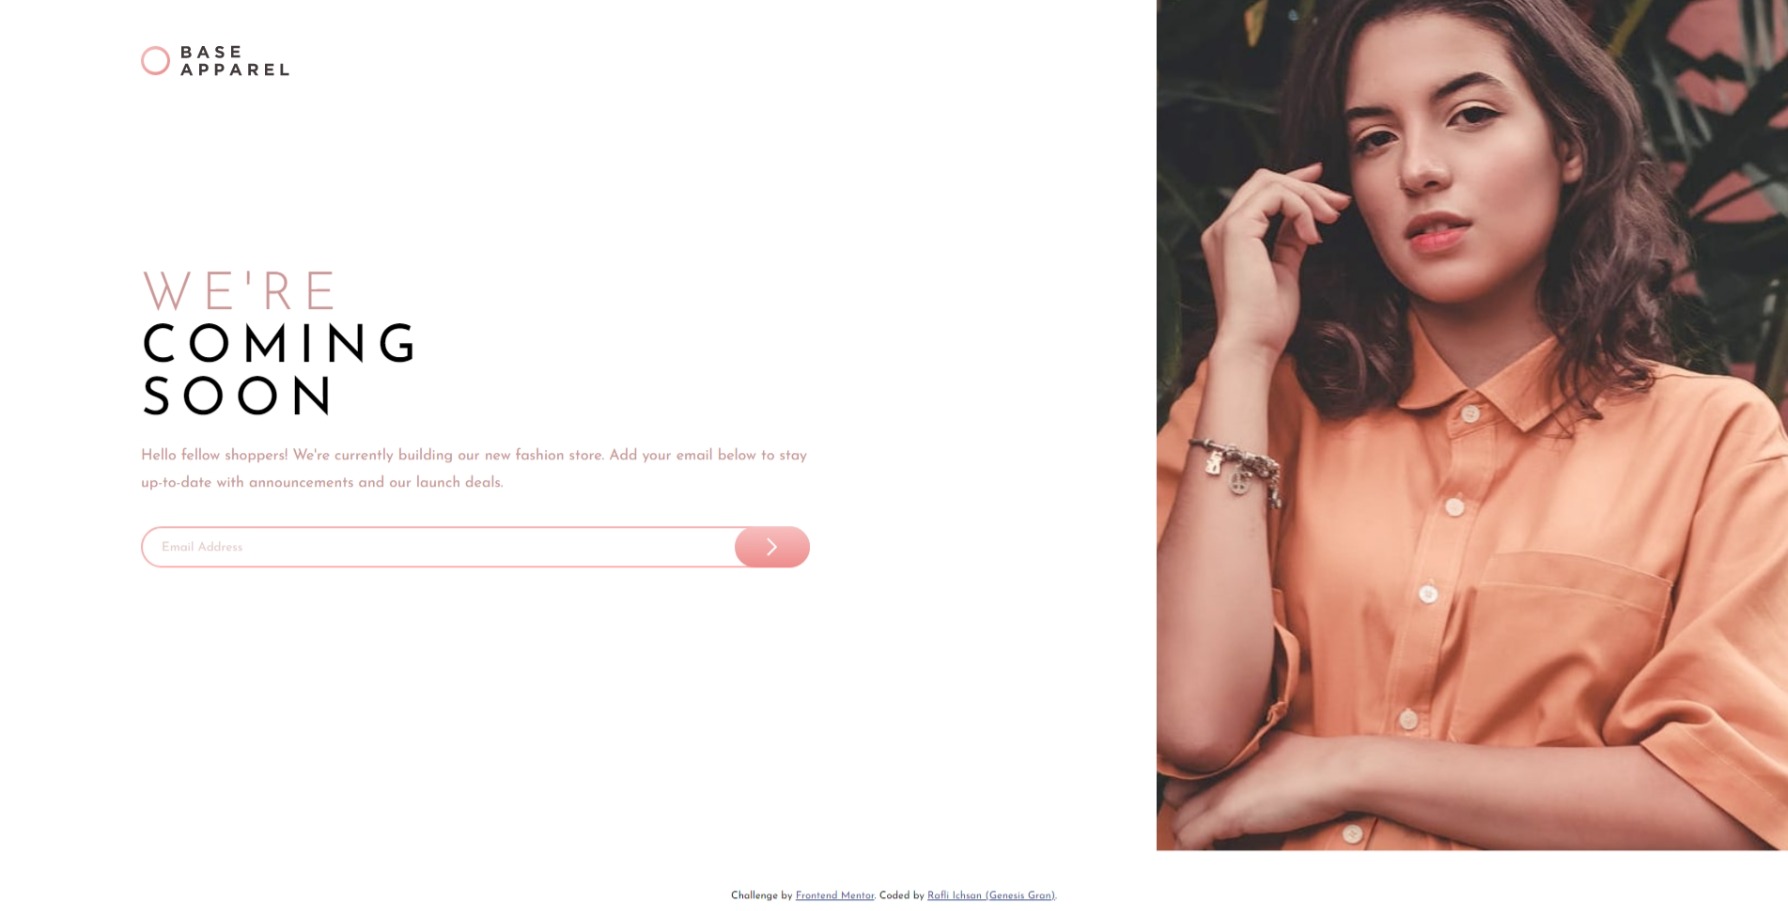 BASE
APPAREL
WE'RE
COMING
SOON
Hello fellow shoppers! We're currently building our new fashion store. Add your email below to stay
up-to-date with announcements and our launch deals.
Email Address
Challenge by Frontend Mentor. Coded by Rafli Ichsan (Genesis Gran).